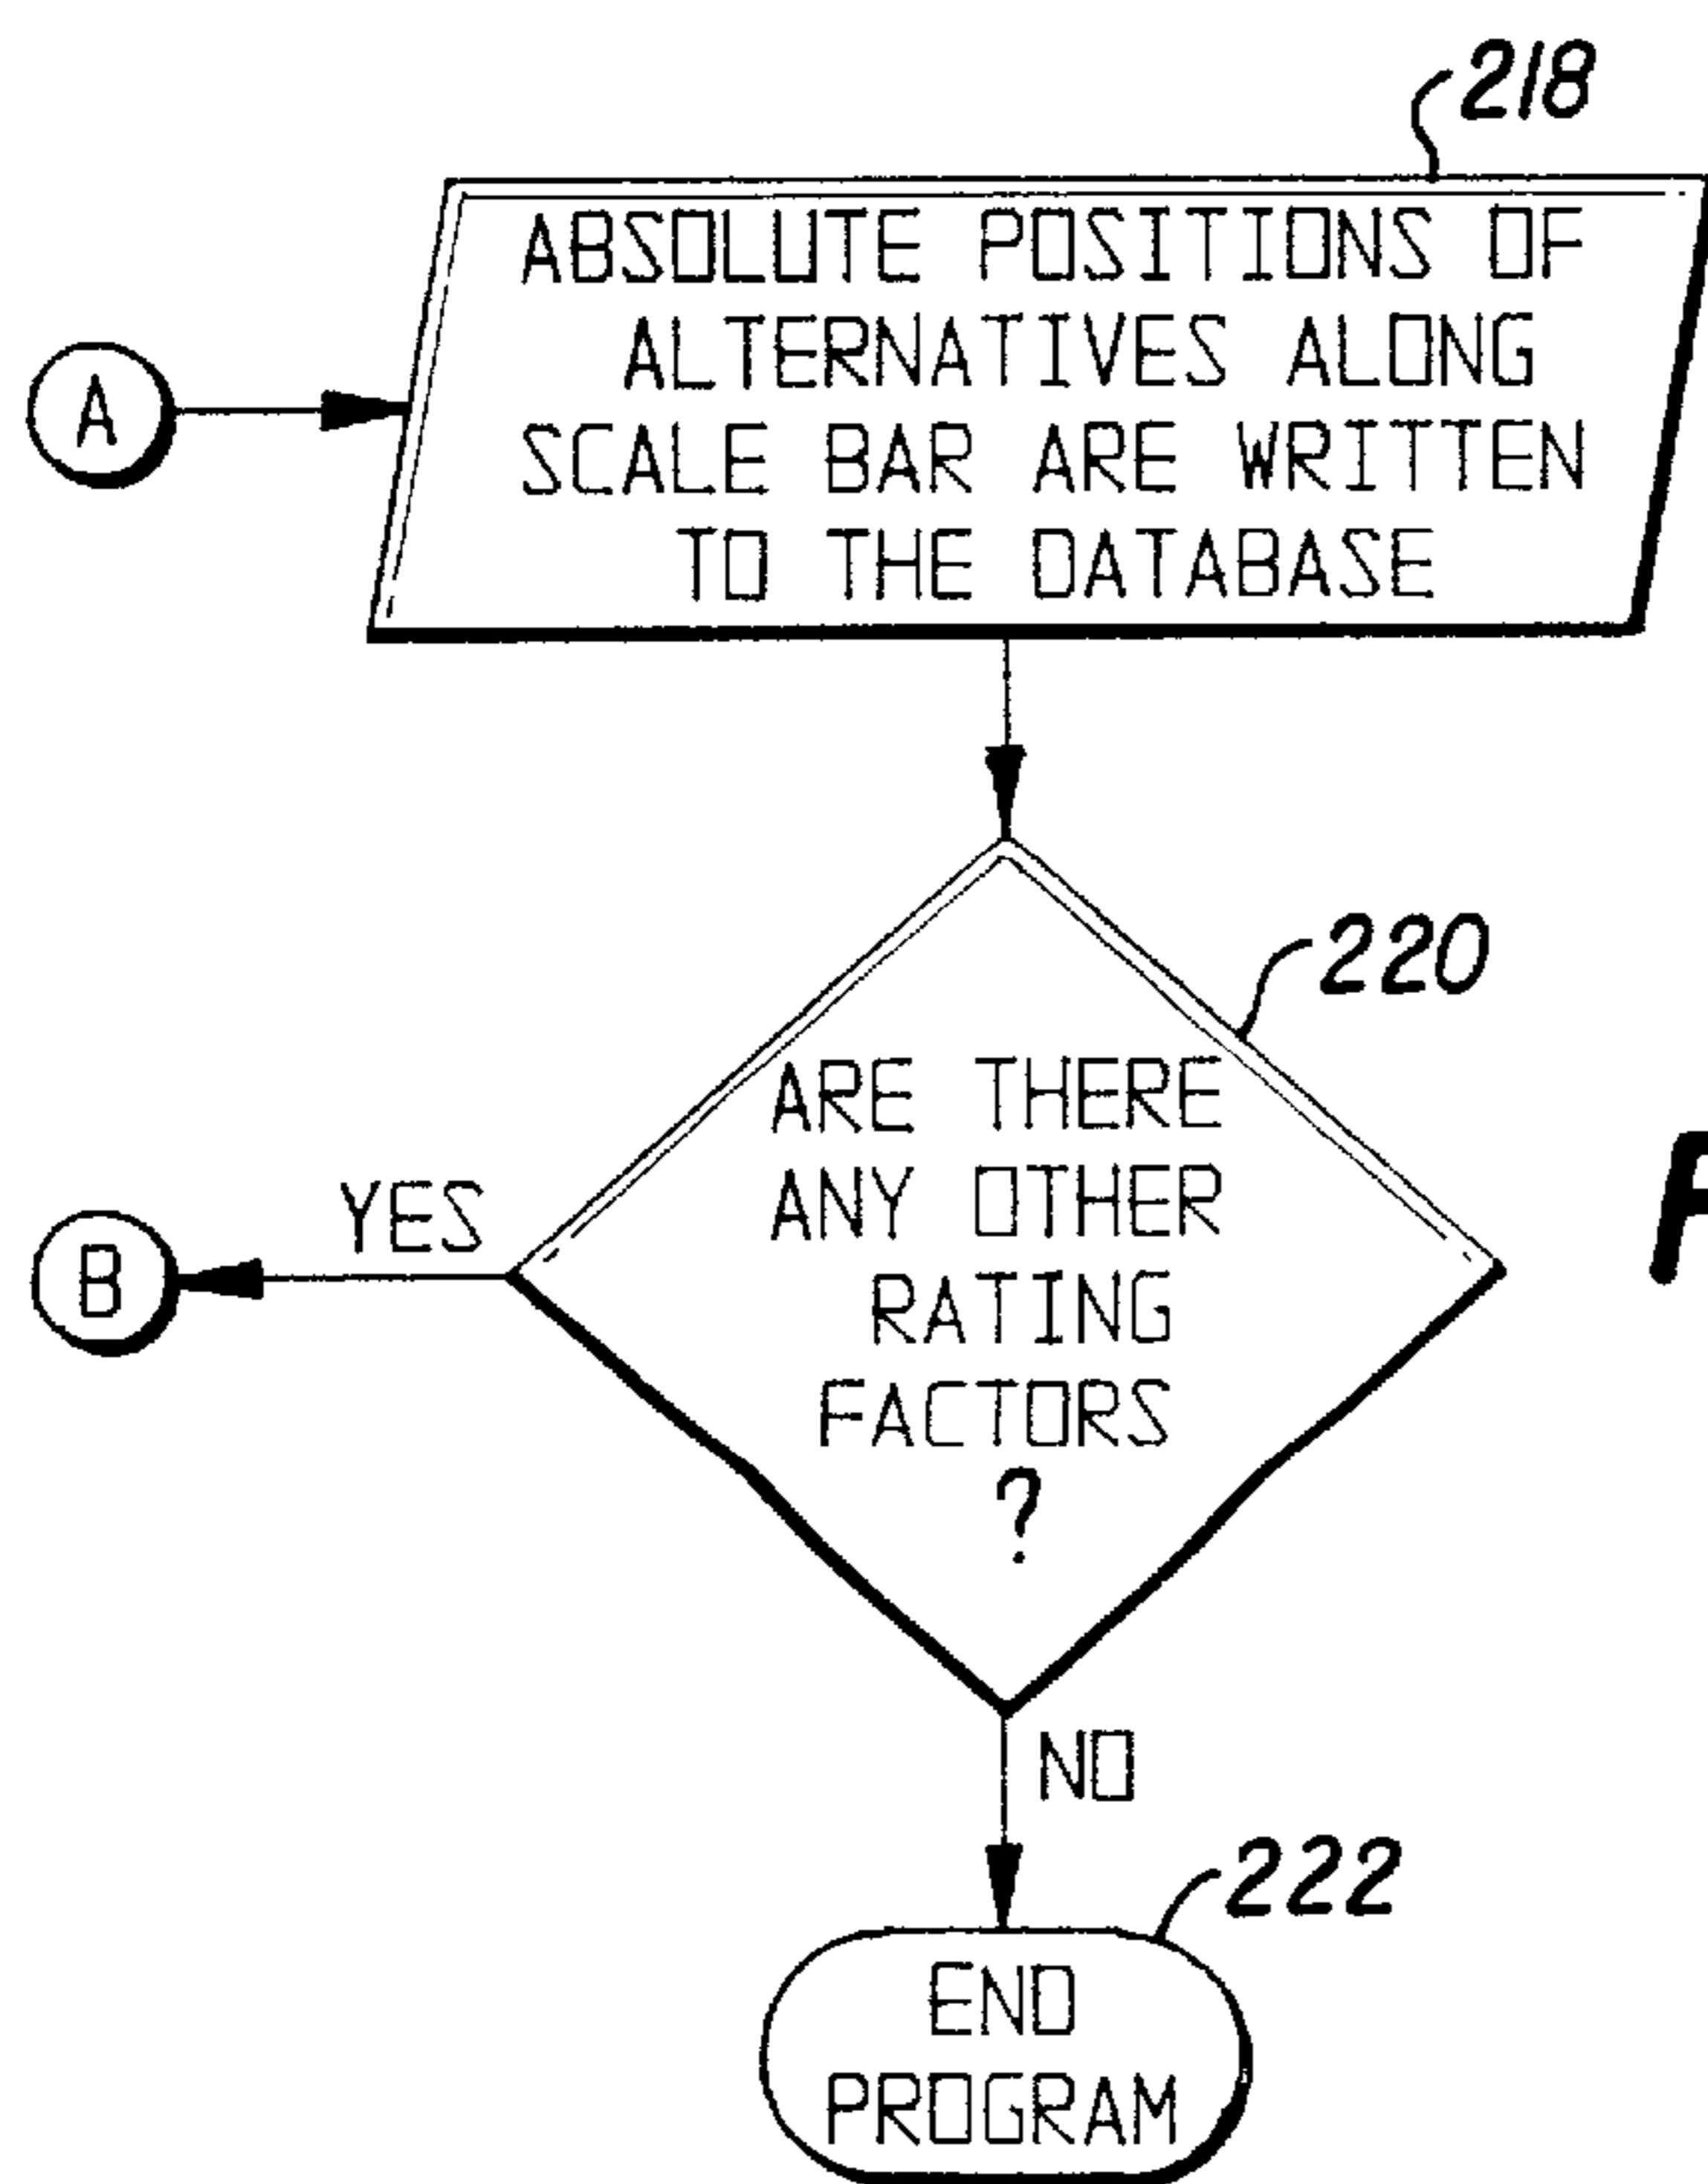 218
ABSOLUTE POSITIONS OF
ALTERNATIVES ALONG
SCALE BAR ARE WRITTEN
TO THE DATABASE
A
220
ARE THERE
ANY OTHER
RATING
FACTORS
?
YES
B
NO
222
END
PROGRAM